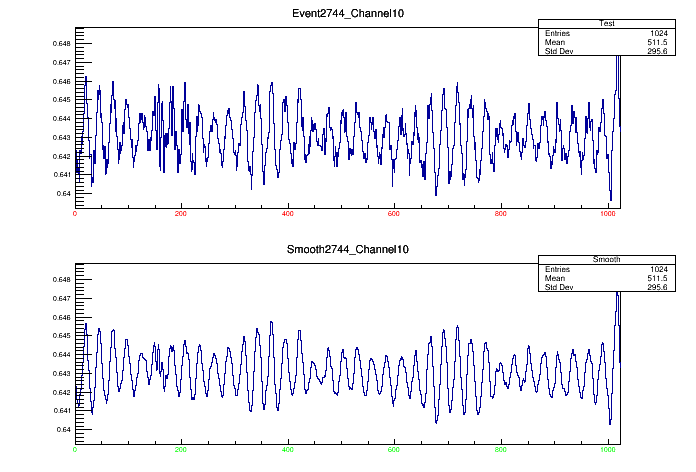 Event2744_Channel10
Test
Entries 1024
Mean 511.5
Std Dev 295.6
0.648
0.647
0.646
0.645
0.644
0.643
0.642
0.641
0.64
0 200 400 600 800 1000
Smooth2744_Channel10
Smooth
Entries 1024
Mean 511.5
Std Dev 295.6
0.648
0.647
0.646
0.645
0.644
0.643
0.642
0.641
0.64
0 200 400 600 800 1000